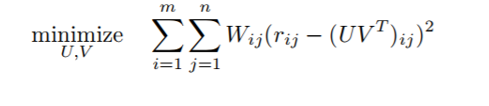 minimize U,V ∑_{i=1}^{m} ∑_{j=1}^{n} W_{ij}(r_{ij} − (UV^T)_{ij})^2